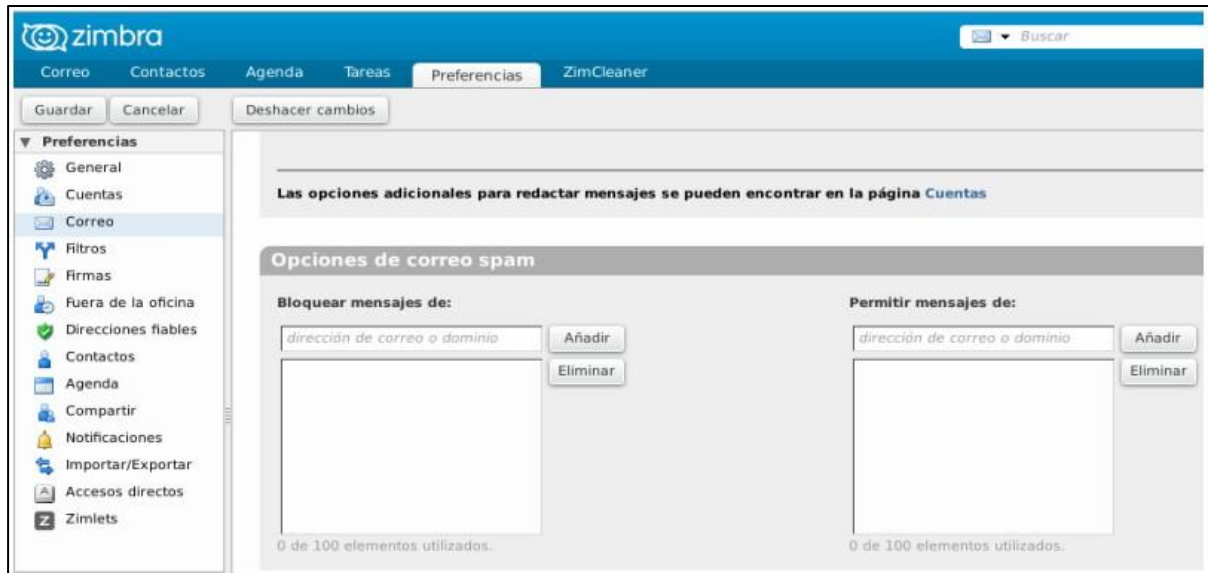 zimbra
Buscar
Correo Contactos Agenda Tareas Preferencias ZimCleaner
Guardar Cancelar Deshacer cambios
Preferencias
General
Cuentas
Correo
Filtros
Firmas
Fuera de la oficina
Direcciones fiables
Contactos
Agenda
Compartir
Notificaciones
Importar/Exportar
Accesos directos
Zimlets
Las opciones adicionales para redactar mensajes se pueden encontrar en la página Cuentas
Opciones de correo spam
Bloquear mensajes de:
dirección de correo o dominio Añadir
Eliminar
0 de 100 elementos utilizados.
Permitir mensajes de:
dirección de correo o dominio Añadir
Eliminar
0 de 100 elementos utilizados.